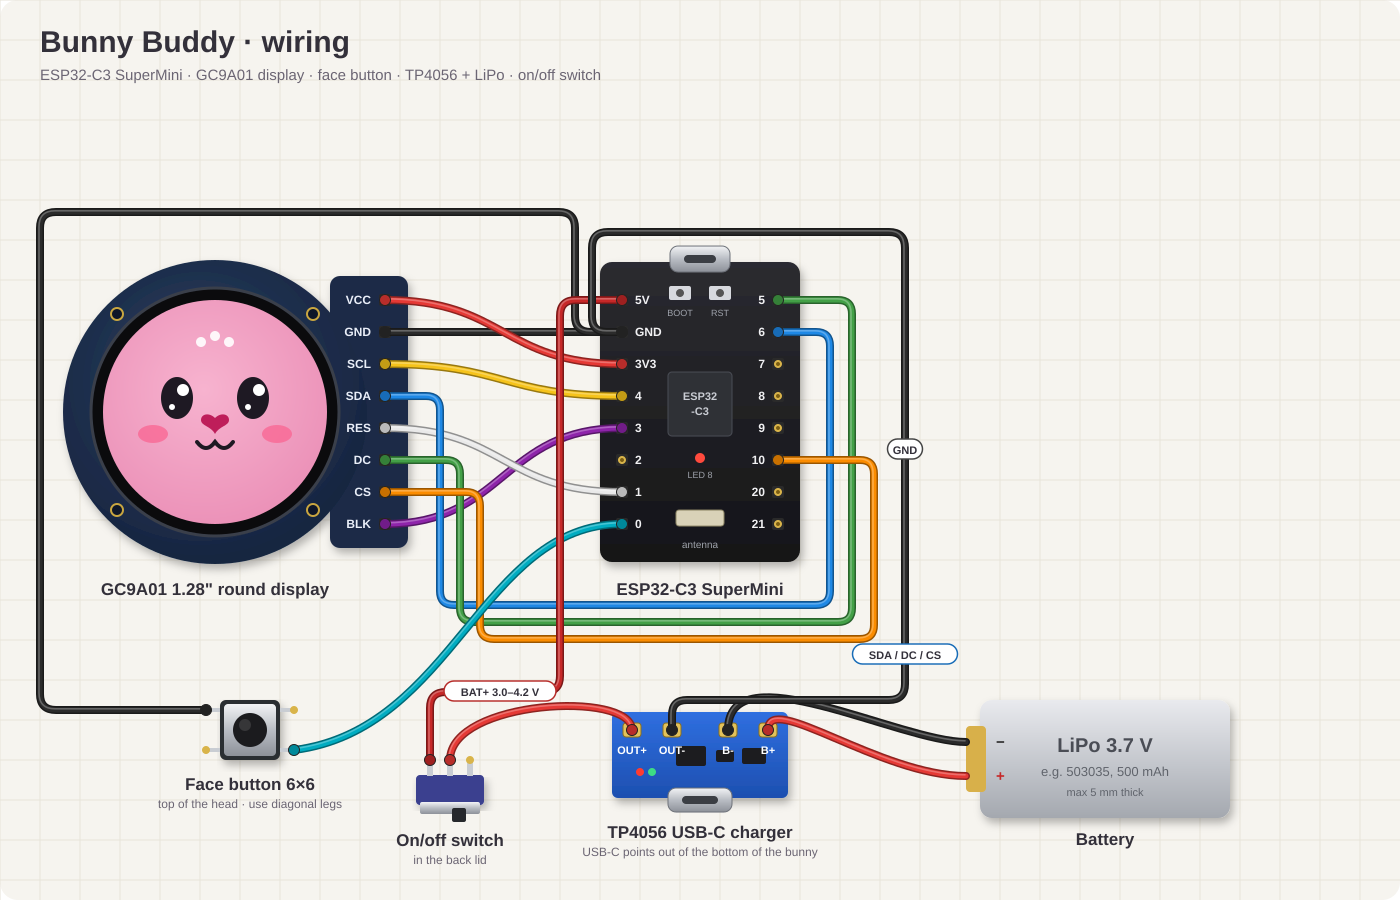 Bunny Buddy · wiring
ESP32-C3 SuperMini · GC9A01 display · face button · TP4056 + LiPo · on/off switch
VCC
GND
SCL
SDA
RES
DC
CS
BLK
GC9A01 1.28" round display
5V
GND
3V3
4
3
2
1
0
BOOT
RST
ESP32
-C3
LED 8
antenna
5
6
7
8
9
10
20
21
ESP32-C3 SuperMini
GND
SDA / DC / CS
BAT+ 3.0–4.2 V
Face button 6×6
top of the head · use diagonal legs
On/off switch
in the back lid
OUT+
OUT-
B-
B+
TP4056 USB-C charger
USB-C points out of the bottom of the bunny
−
+
LiPo 3.7 V
e.g. 503035, 500 mAh
max 5 mm thick
Battery